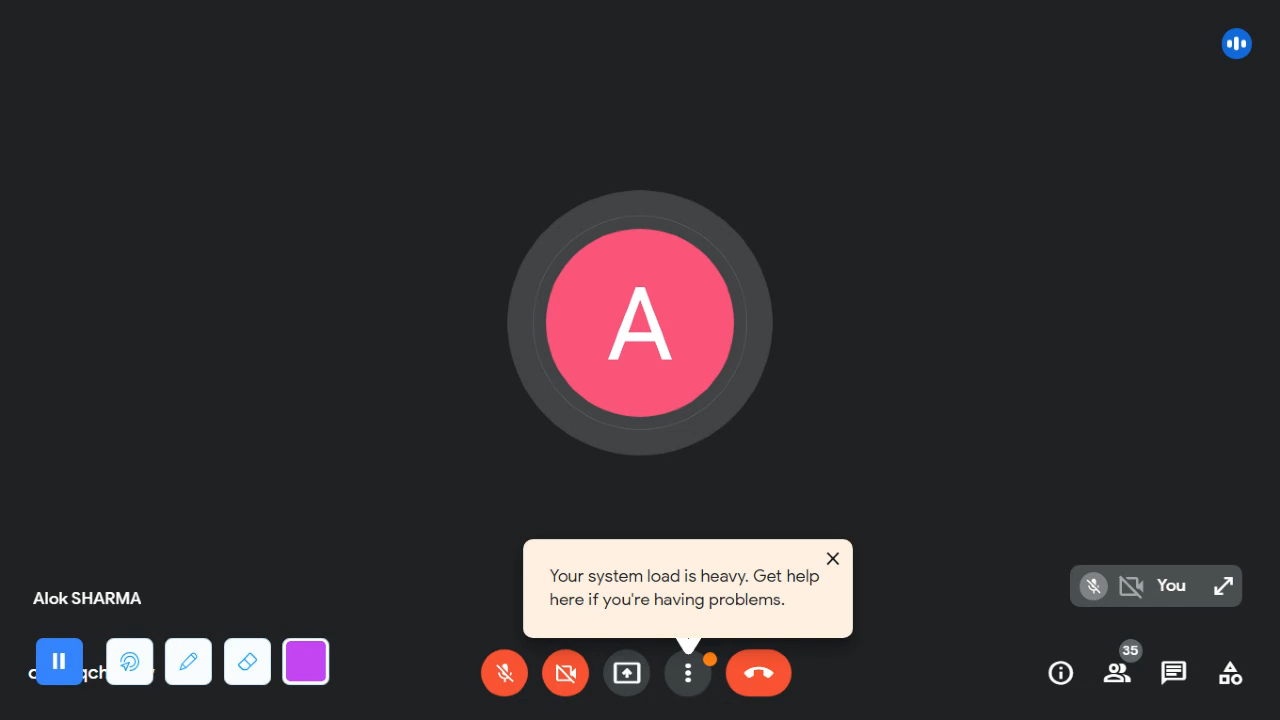 A
Your system load is heavy. Get help
here if you're having problems.
Alok SHARMA
You
35